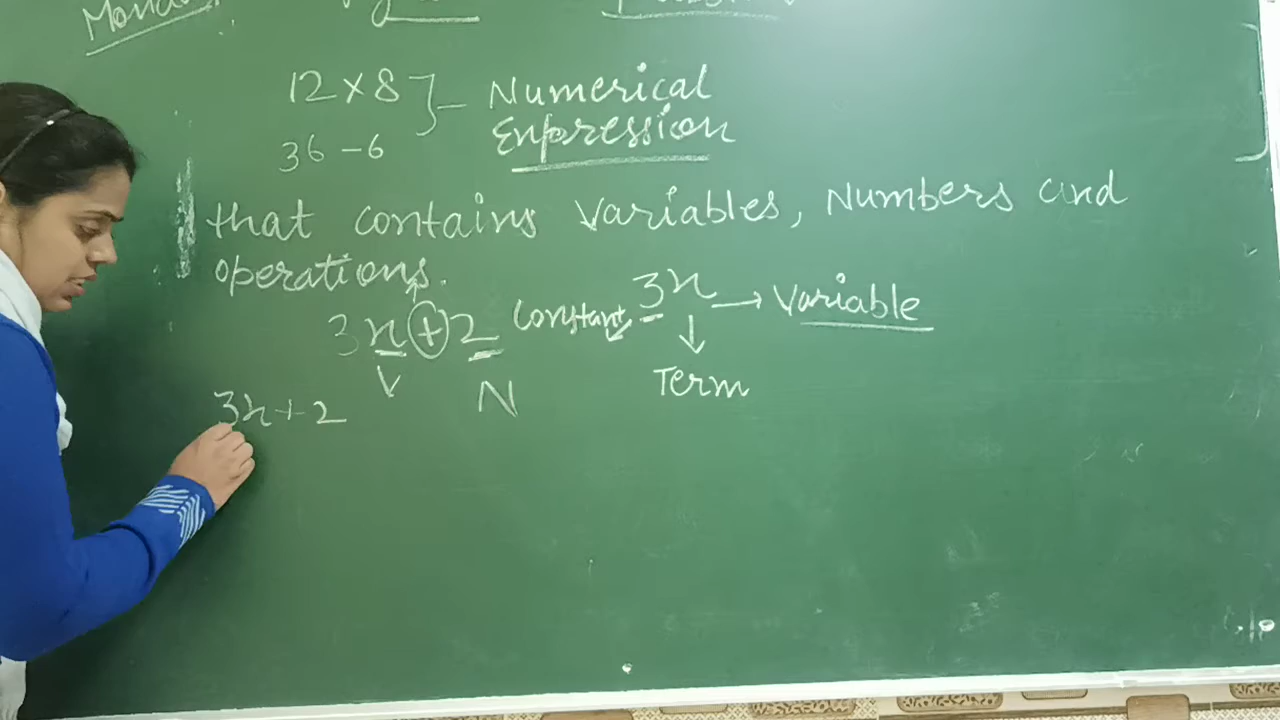 12 × 8 } – Numerical
36 – 6 Expression
that contains Variables, Numbers and
operations.
3x + 2
V N
Constant 3x → Variable
Term
3x + 2